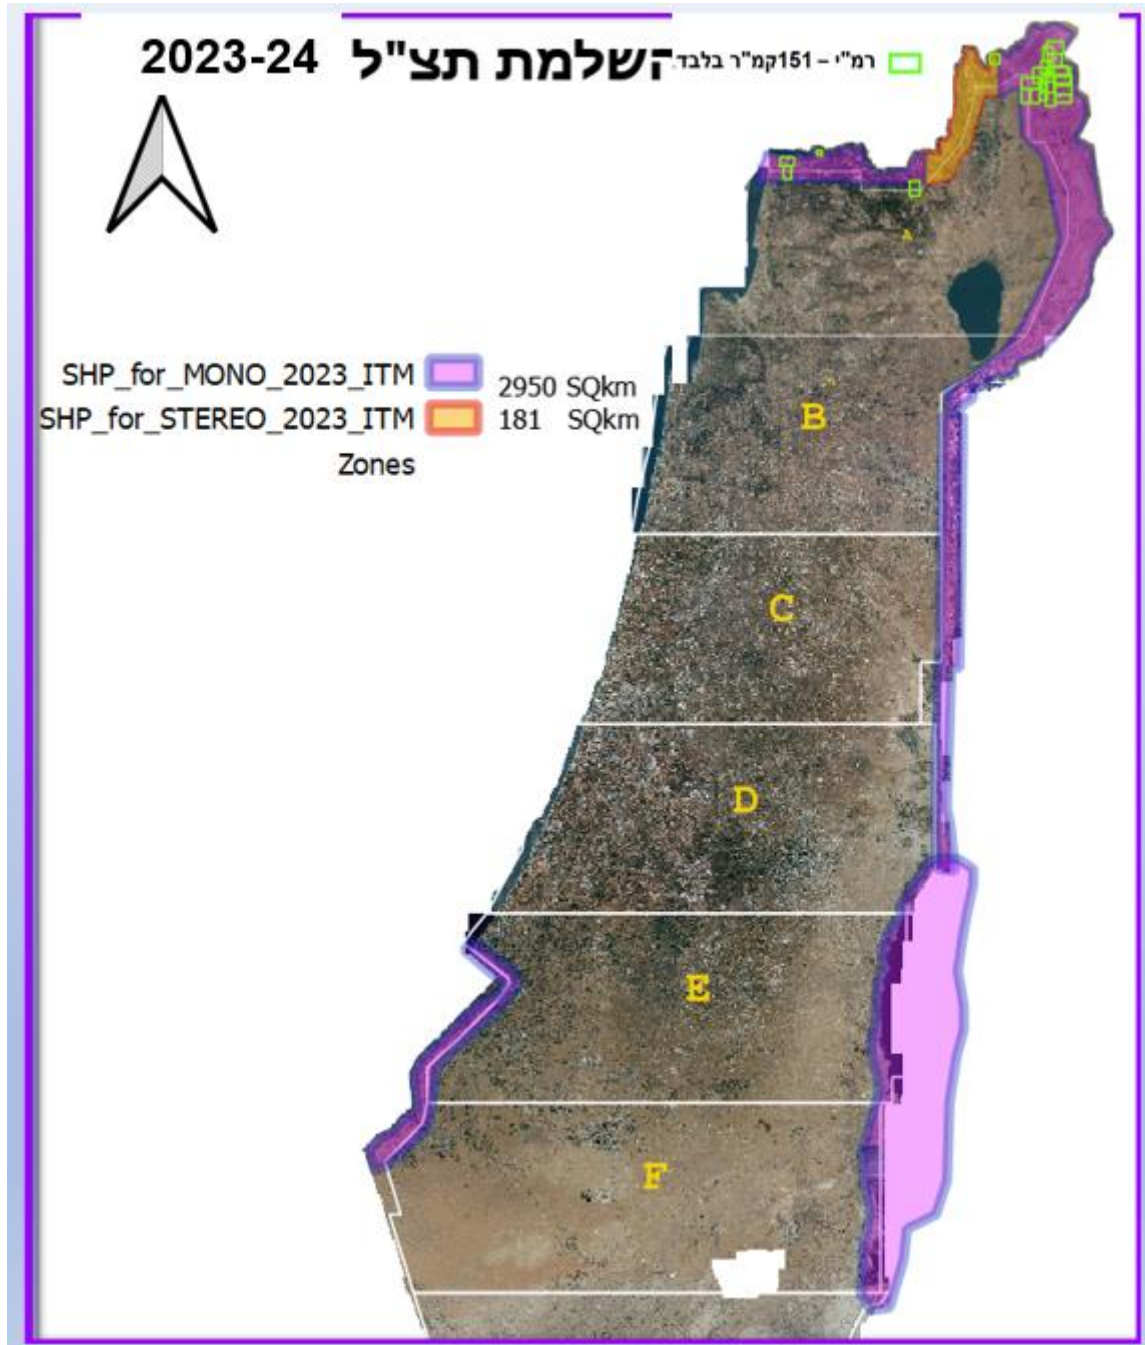 השלמת תצ"ל 2023-24
רמ"י – 151קמ"ר בלבד
SHP_for_MONO_2023_ITM 2950 SQkm
SHP_for_STEREO_2023_ITM 181 SQkm
Zones
A
B
C
D
E
F